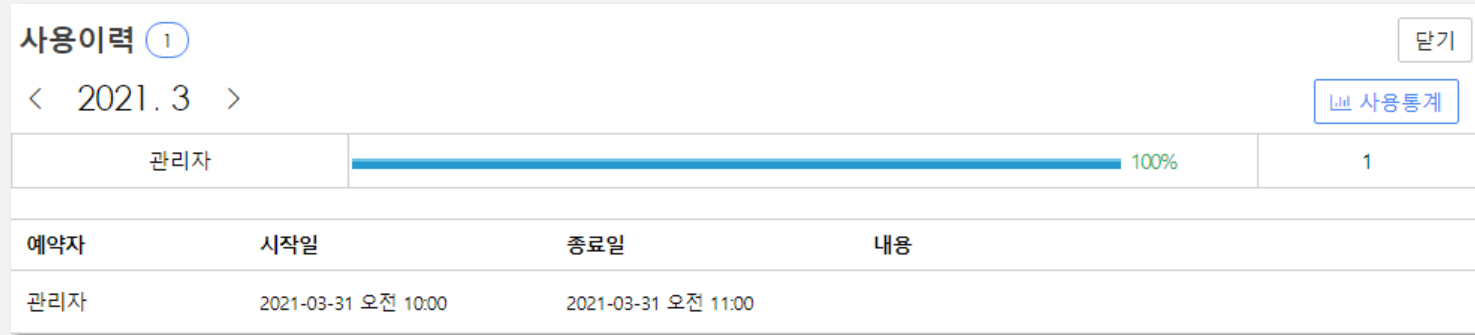 사용이력 1 닫기
2021. 3
사용통계
관리자 100% 1
예약자 시작일 종료일 내용
관리자 2021-03-31 오전 10:00 2021-03-31 오전 11:00